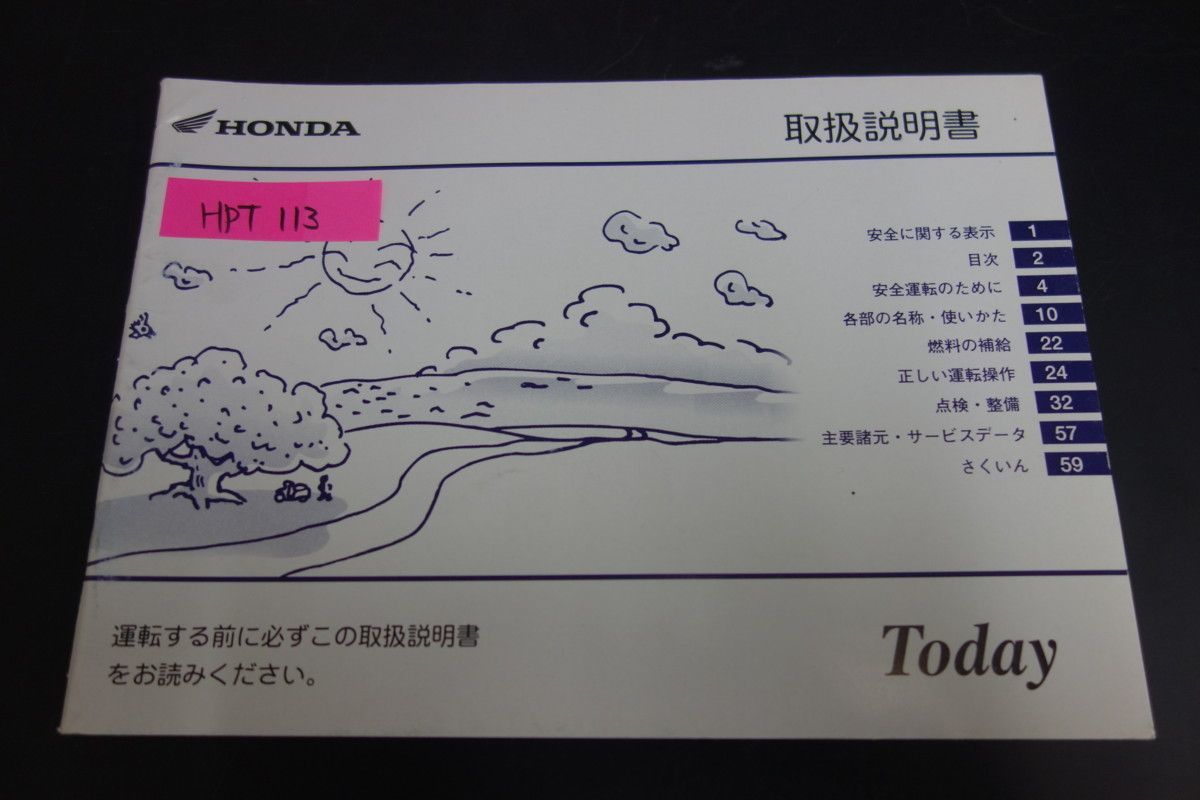 HONDA
取扱説明書
HPT 113
安全に関する表示 1
目次 2
安全運転のために 4
各部の名称・使いかた 10
燃料の補給 22
正しい運転操作 24
点検・整備 32
主要諸元・サービスデータ 57
さくいん 59
運転する前に必ずこの取扱説明書
をお読みください。
Today